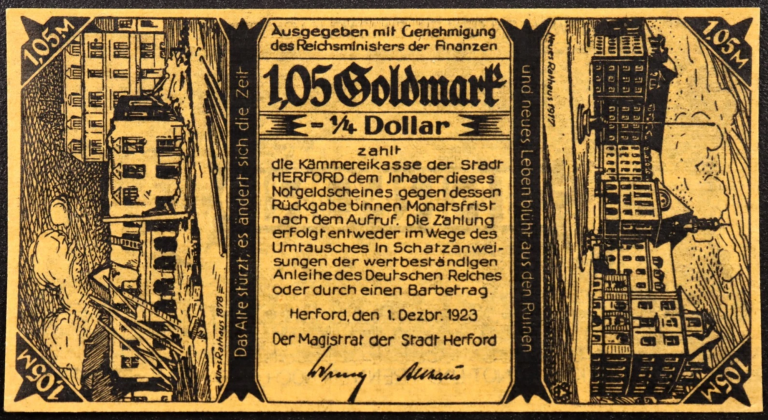 1,05 M
1,05 M
Ausgegeben mit Genehmigung
des Reichsministers der Finanzen
1,05 Goldmark
= 1/4 Dollar
zahlt
die Kämmereikasse der Stadt
HERFORD dem Inhaber dieses
Notgeldscheines gegen dessen
Rückgabe binnen Monatsfrist
nach dem Aufruf. Die Zahlung
erfolgt entweder im Wege des
Umtausches in Schatzanwei-
sungen der wertbeständigen
Anleihe des Deutschen Reiches
oder durch einen Barbetrag.
Herford, den 1. Dezbr. 1923
Der Magistrat der Stadt Herford
Das Alte stürzt, es ändert sich die Zeit
und neues Leben blüht aus den Ruinen
Altes Rathaus 1878
Neues Rathaus 1917
1,05 M
1,05 M